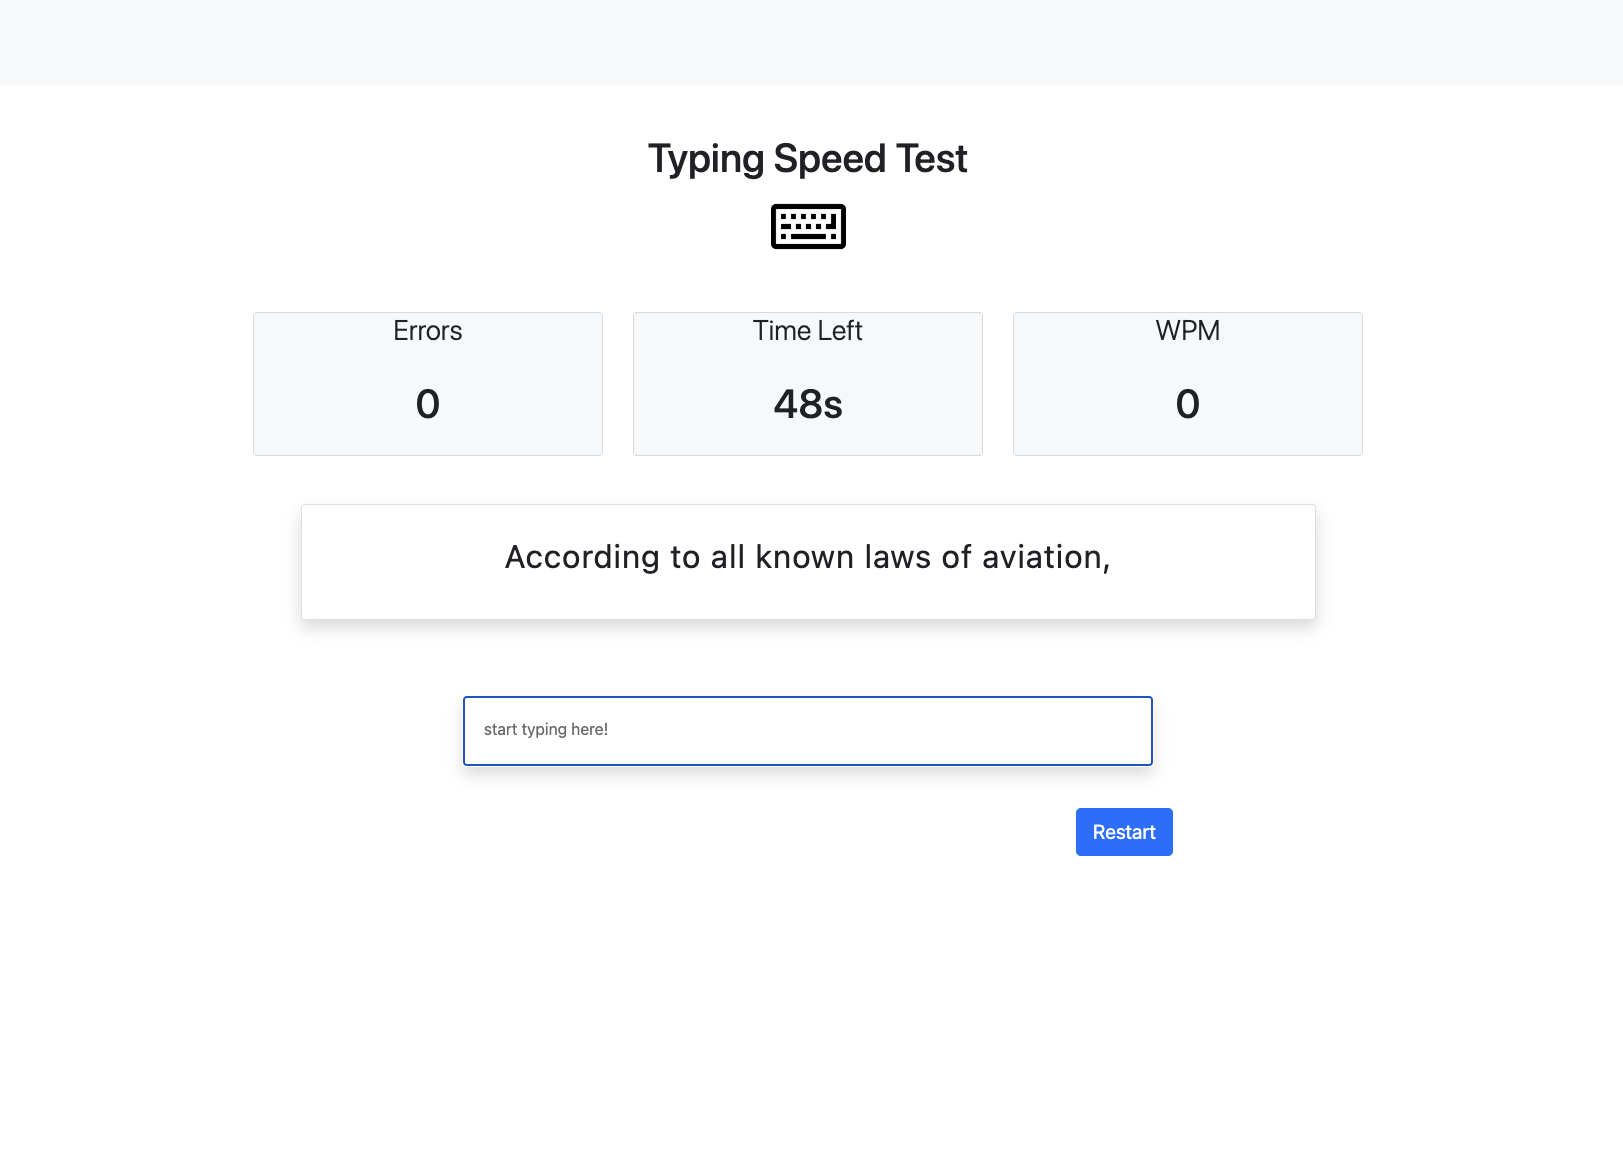 Typing Speed Test
Errors
0
Time Left
48s
WPM
0
According to all known laws of aviation,
start typing here!
Restart